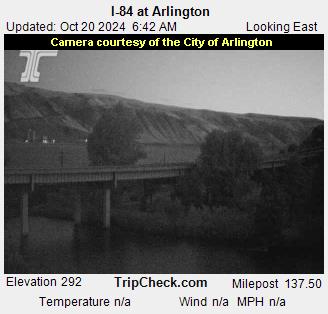 I-84 at Arlington
Updated: Oct 20 2024 6:42 AM Looking East
Camera courtesy of the City of Arlington
Elevation 292 TripCheck.com Milepost 137.50
Temperature n/a Wind n/a MPH n/a